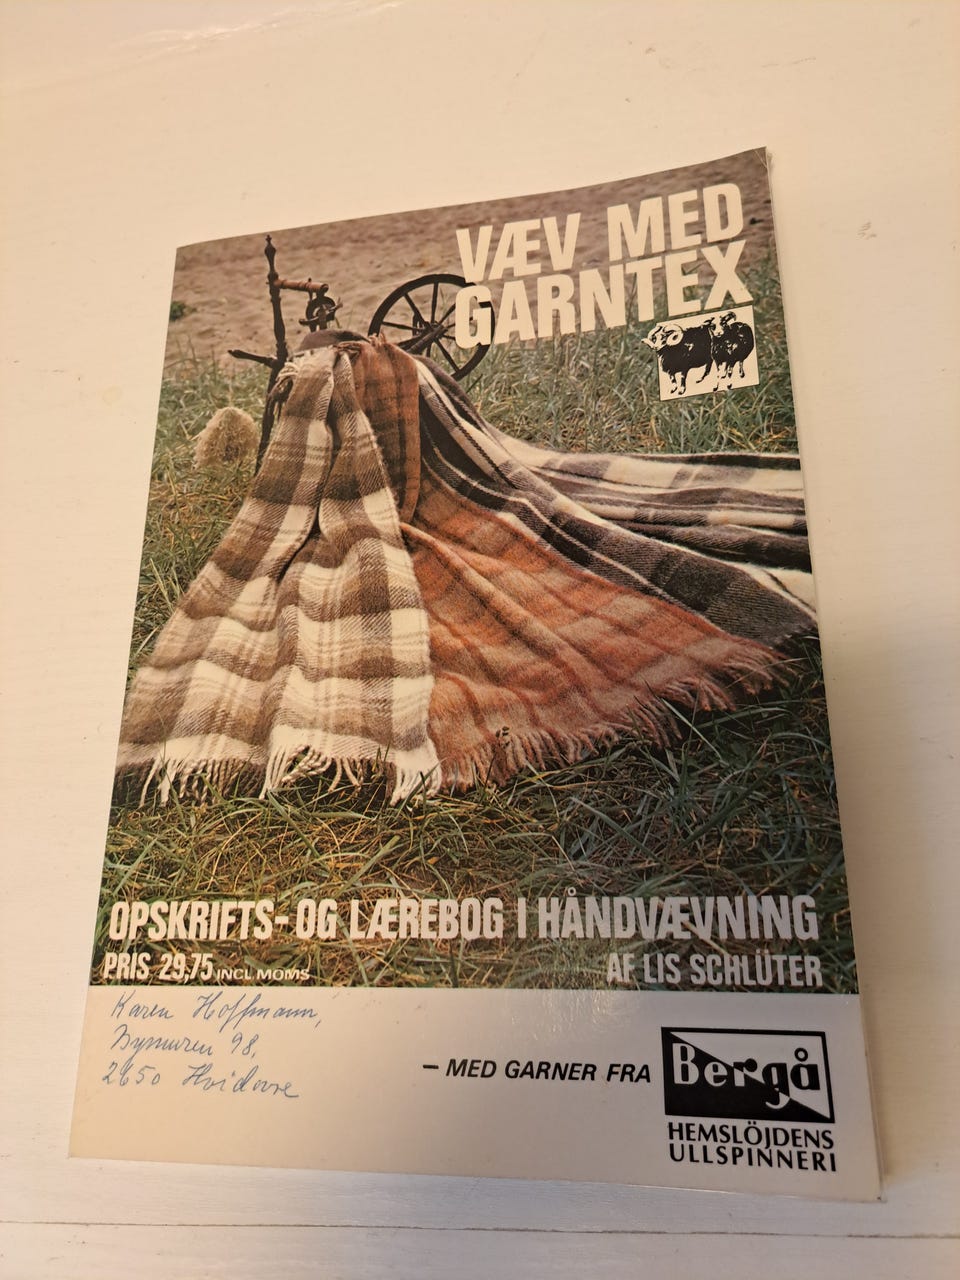 VÆV MED
GARNTEX
OPSKRIFTS- OG LÆREBOG I HÅNDVÆVNING
PRIS 29,75 INCL MOMS
AF LIS SCHLÜTER
Karen Hoffmann,
Bymuren 98,
2650 Hvidovre
– MED GARNER FRA
Bergå
HEMSLÖJDENS
ULLSPINNERI